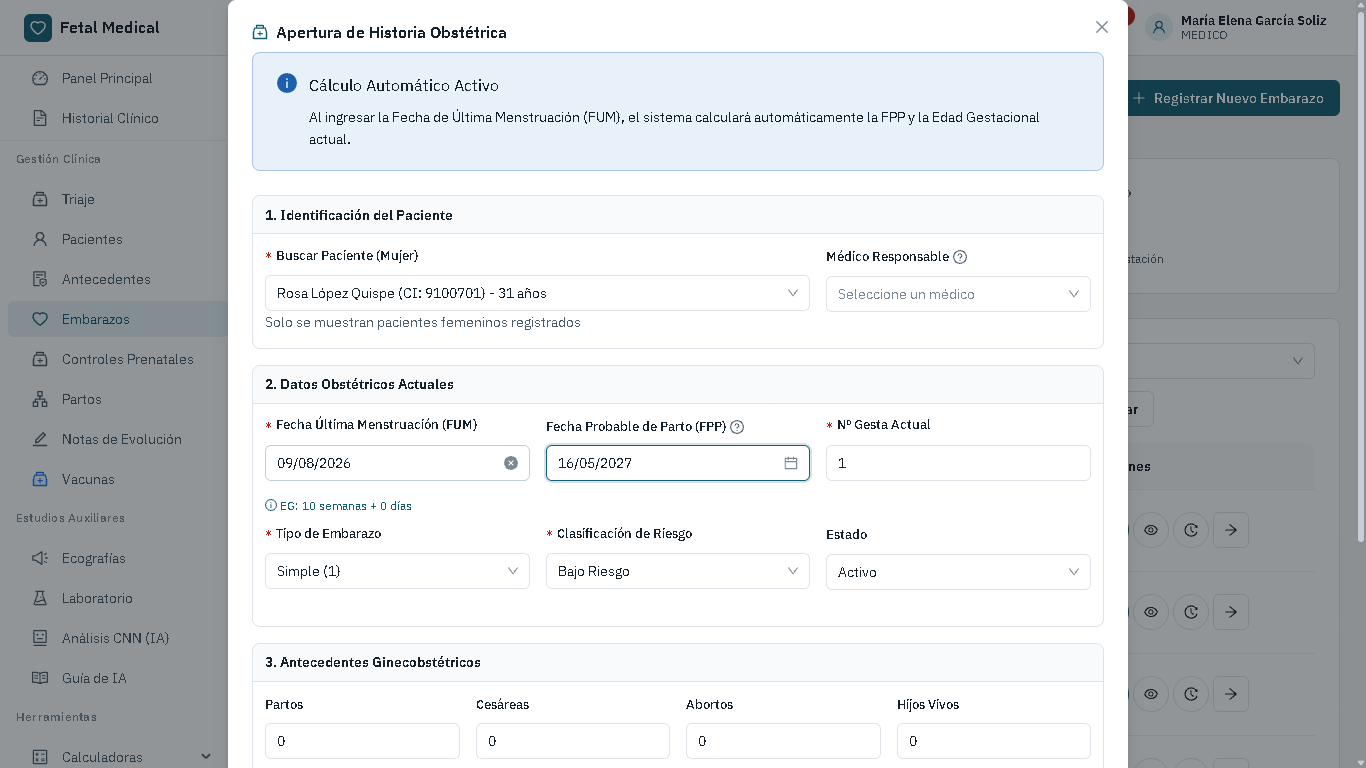 Fetal Medical
Panel Principal
Historial Clínico
Gestión Clínica
Triaje
Pacientes
Antecedentes
Embarazos
Controles Prenatales
Partos
Notas de Evolución
Vacunas
Estudios Auxiliares
Ecografías
Laboratorio
Análisis CNN (IA)
Guía de IA
Herramientas
Calculadoras
Apertura de Historia Obstétrica
Cálculo Automático Activo
Al ingresar la Fecha de Última Menstruación (FUM), el sistema calculará automáticamente la FPP y la Edad Gestacional
actual.
1. Identificación del Paciente
* Buscar Paciente (Mujer)
Médico Responsable
Rosa López Quispe (CI: 9100701) - 31 años
Seleccione un médico
Solo se muestran pacientes femeninos registrados
2. Datos Obstétricos Actuales
* Fecha Última Menstruación (FUM)
Fecha Probable de Parto (FPP)
* Nº Gesta Actual
09/08/2026
16/05/2027
1
EG: 10 semanas + 0 días
* Tipo de Embarazo
* Clasificación de Riesgo
Estado
Simple (1)
Bajo Riesgo
Activo
3. Antecedentes Ginecobstétricos
Partos
Cesáreas
Abortos
Hijos Vivos
0
0
0
0
María Elena García Soliz
MEDICO
+ Registrar Nuevo Embarazo
stación
ar
nes